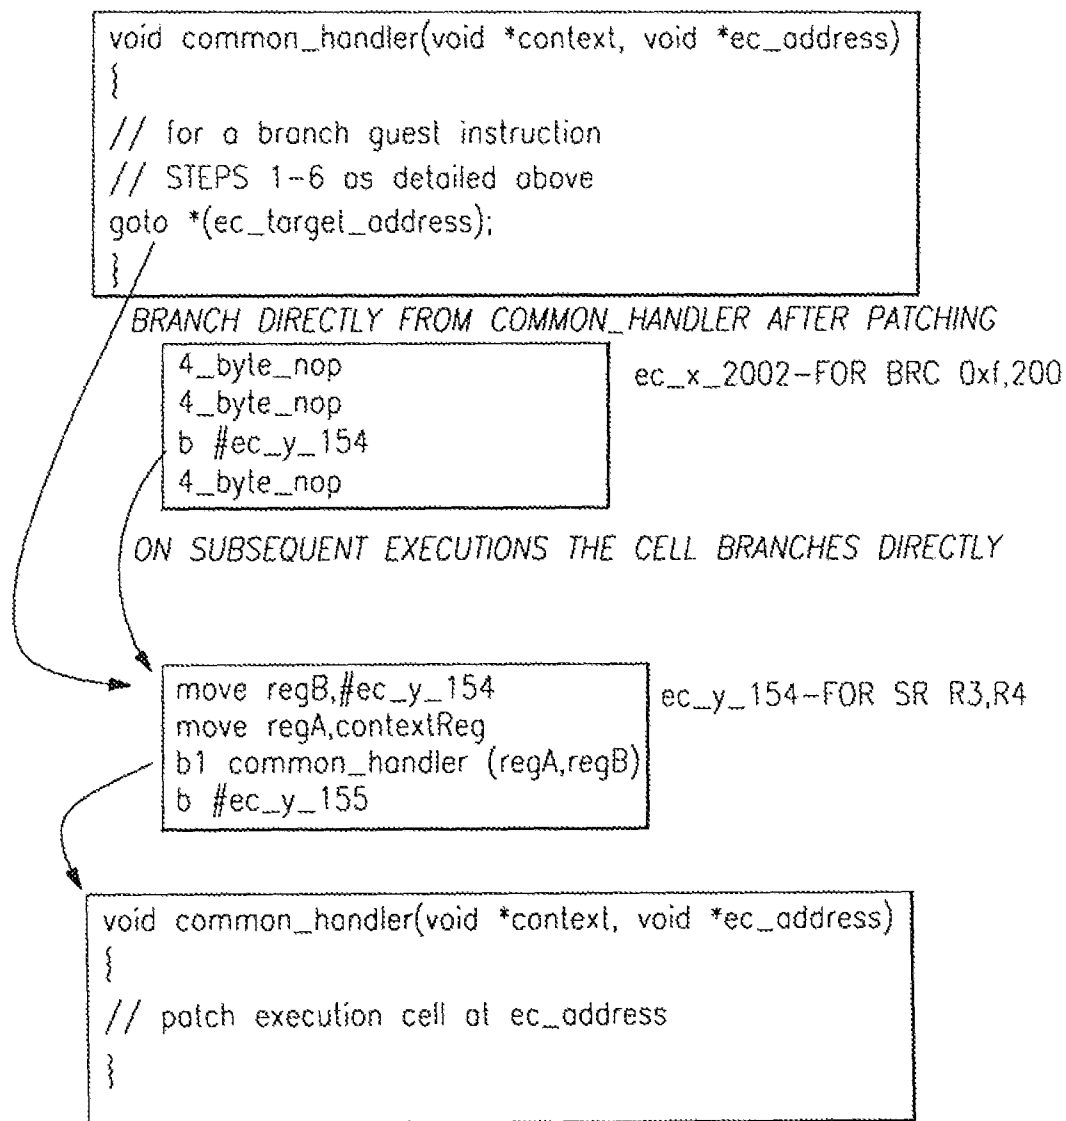 void common_handler(void *context, void *ec_address)
{
// for a branch guest instruction
// STEPS 1-6 as detailed above
goto *(ec_target_address);
}
BRANCH DIRECTLY FROM COMMON_HANDLER AFTER PATCHING
4_byte_nop
4_byte_nop
b #ec_y_154
4_byte_nop
ec_x_2002-FOR BRC 0xf,200
ON SUBSEQUENT EXECUTIONS THE CELL BRANCHES DIRECTLY
move regB,#ec_y_154
move regA,contextReg
b1 common_handler (regA,regB)
b #ec_y_155
ec_y_154-FOR SR R3,R4
void common_handler(void *context, void *ec_address)
{
// patch execution cell at ec_address
}